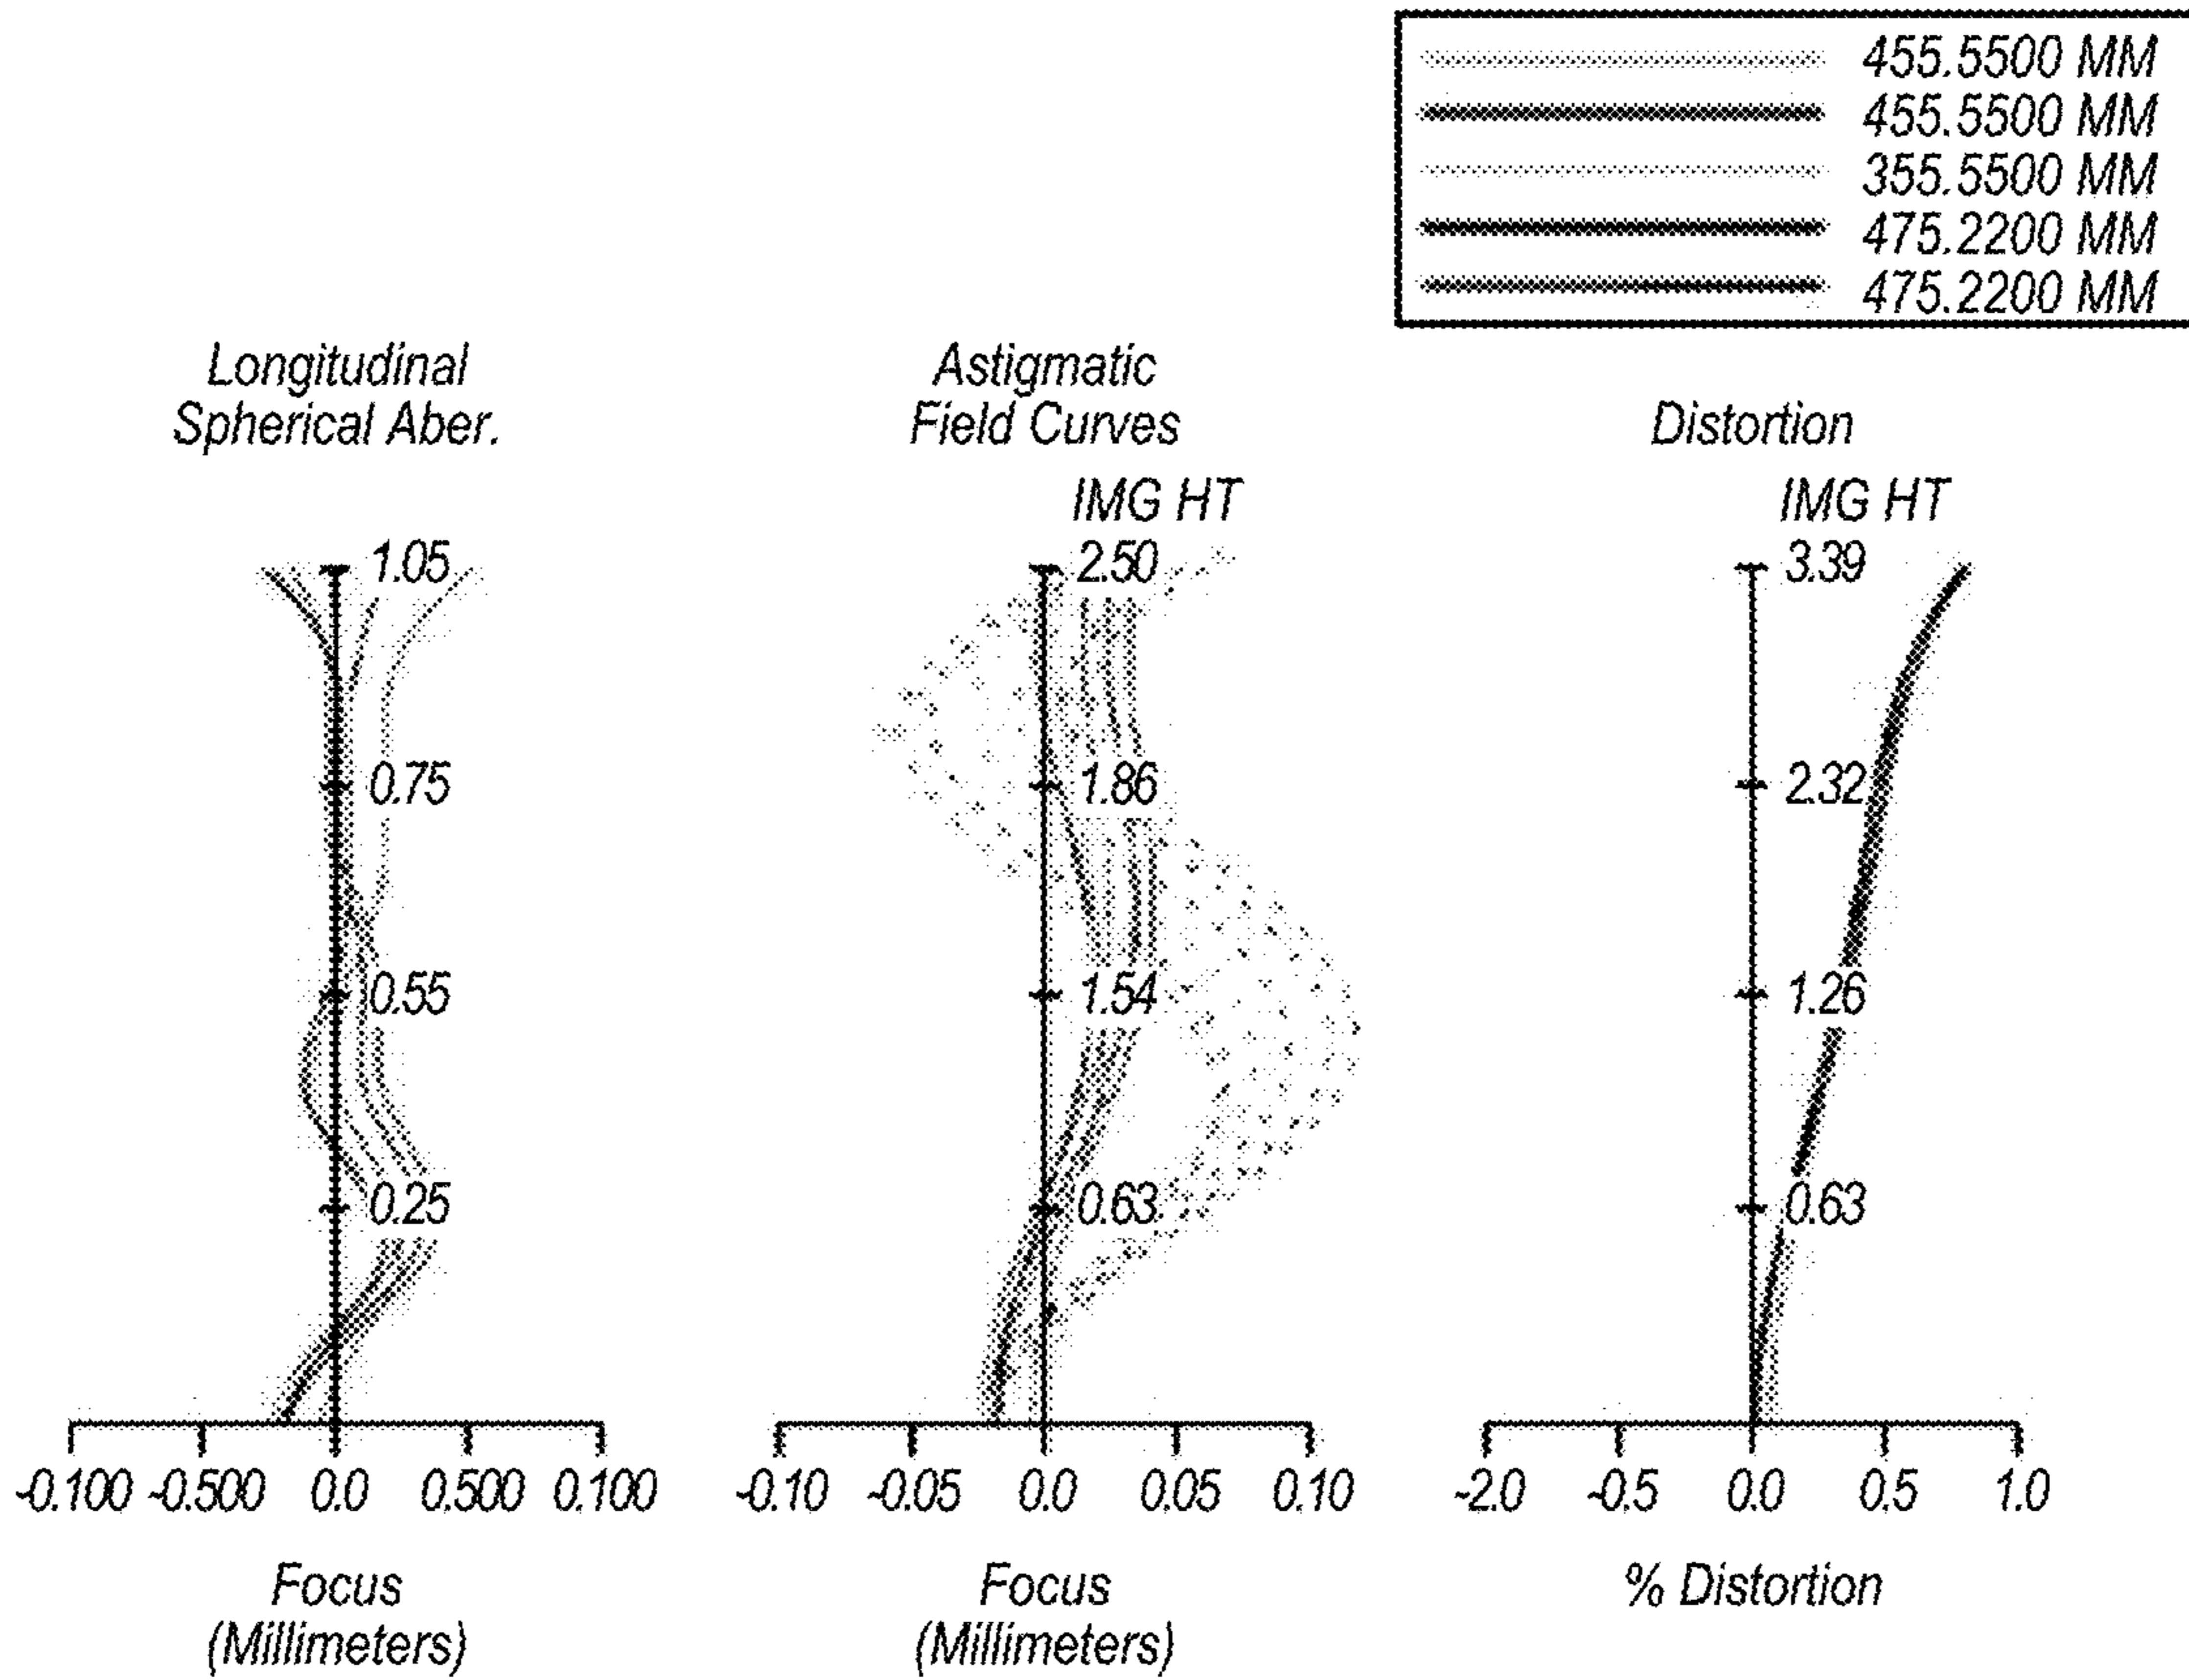 455.5500 MM
455.5500 MM
355.5500 MM
475.2200 MM
475.2200 MM
Longitudinal
Spherical Aber.
1.05
0.75
0.55
0.25
-0.100 -0.500 0.0 0.500 0.100
Focus
(Millimeters)
Astigmatic
Field Curves
IMG HT
2.50
1.86
1.54
0.63
-0.10 -0.05 0.0 0.05 0.10
Focus
(Millimeters)
Distortion
IMG HT
3.39
2.32
1.26
0.63
-2.0 -0.5 0.0 0.5 1.0
% Distortion